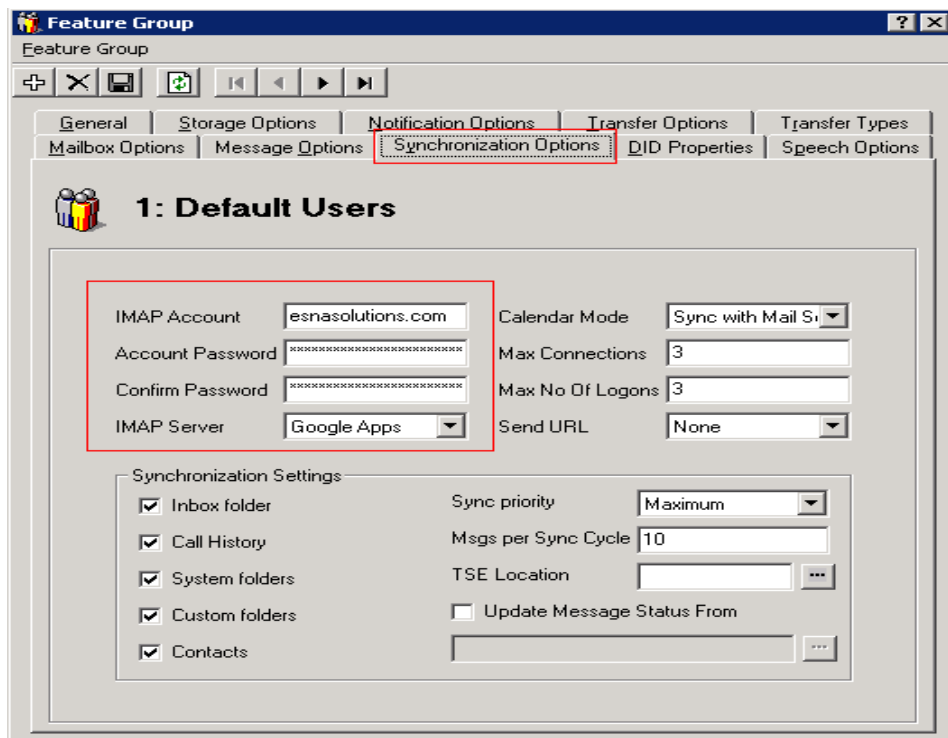 Feature Group
Feature Group
General Storage Options Notification Options Transfer Options Transfer Types
Mailbox Options Message Options Synchronization Options DID Properties Speech Options
1: Default Users
IMAP Account esnasolutions.com Calendar Mode Sync with Mail
Account Password ************************ Max Connections 3
Confirm Password ************************ Max No Of Logons 3
IMAP Server Google Apps Send URL None
Synchronization Settings
Inbox folder Sync priority Maximum
Call History Msgs per Sync Cycle 10
System folders TSE Location ...
Custom folders Update Message Status From
Contacts ...